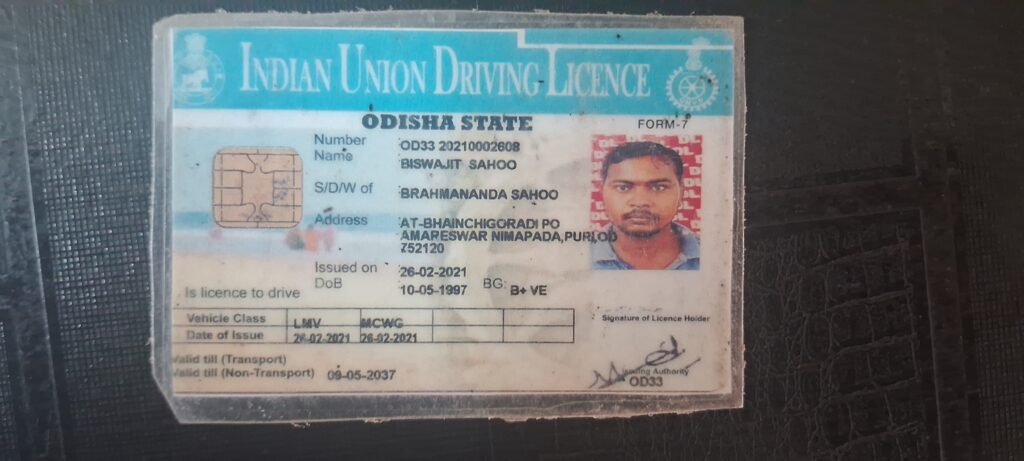 INDIAN UNION DRIVING LICENCE
ODISHA STATE
FORM-7
Number OD33 20210002608
Name BISWAJIT SAHOO
S/D/W of BRAHMANANDA SAHOO
Address AT-BHAINCHIGORADI PO
AMARESWAR NIMAPADA,PURI,OD
752120
Issued on 26-02-2021
DoB 10-05-1997 BG: B+ VE
Is licence to drive
Vehicle Class LMV MCWG
Date of Issue 26-02-2021 26-02-2021
Signature of Licence Holder
Valid till (Transport)
Valid till (Non-Transport) 09-05-2037
Issuing Authority
OD33